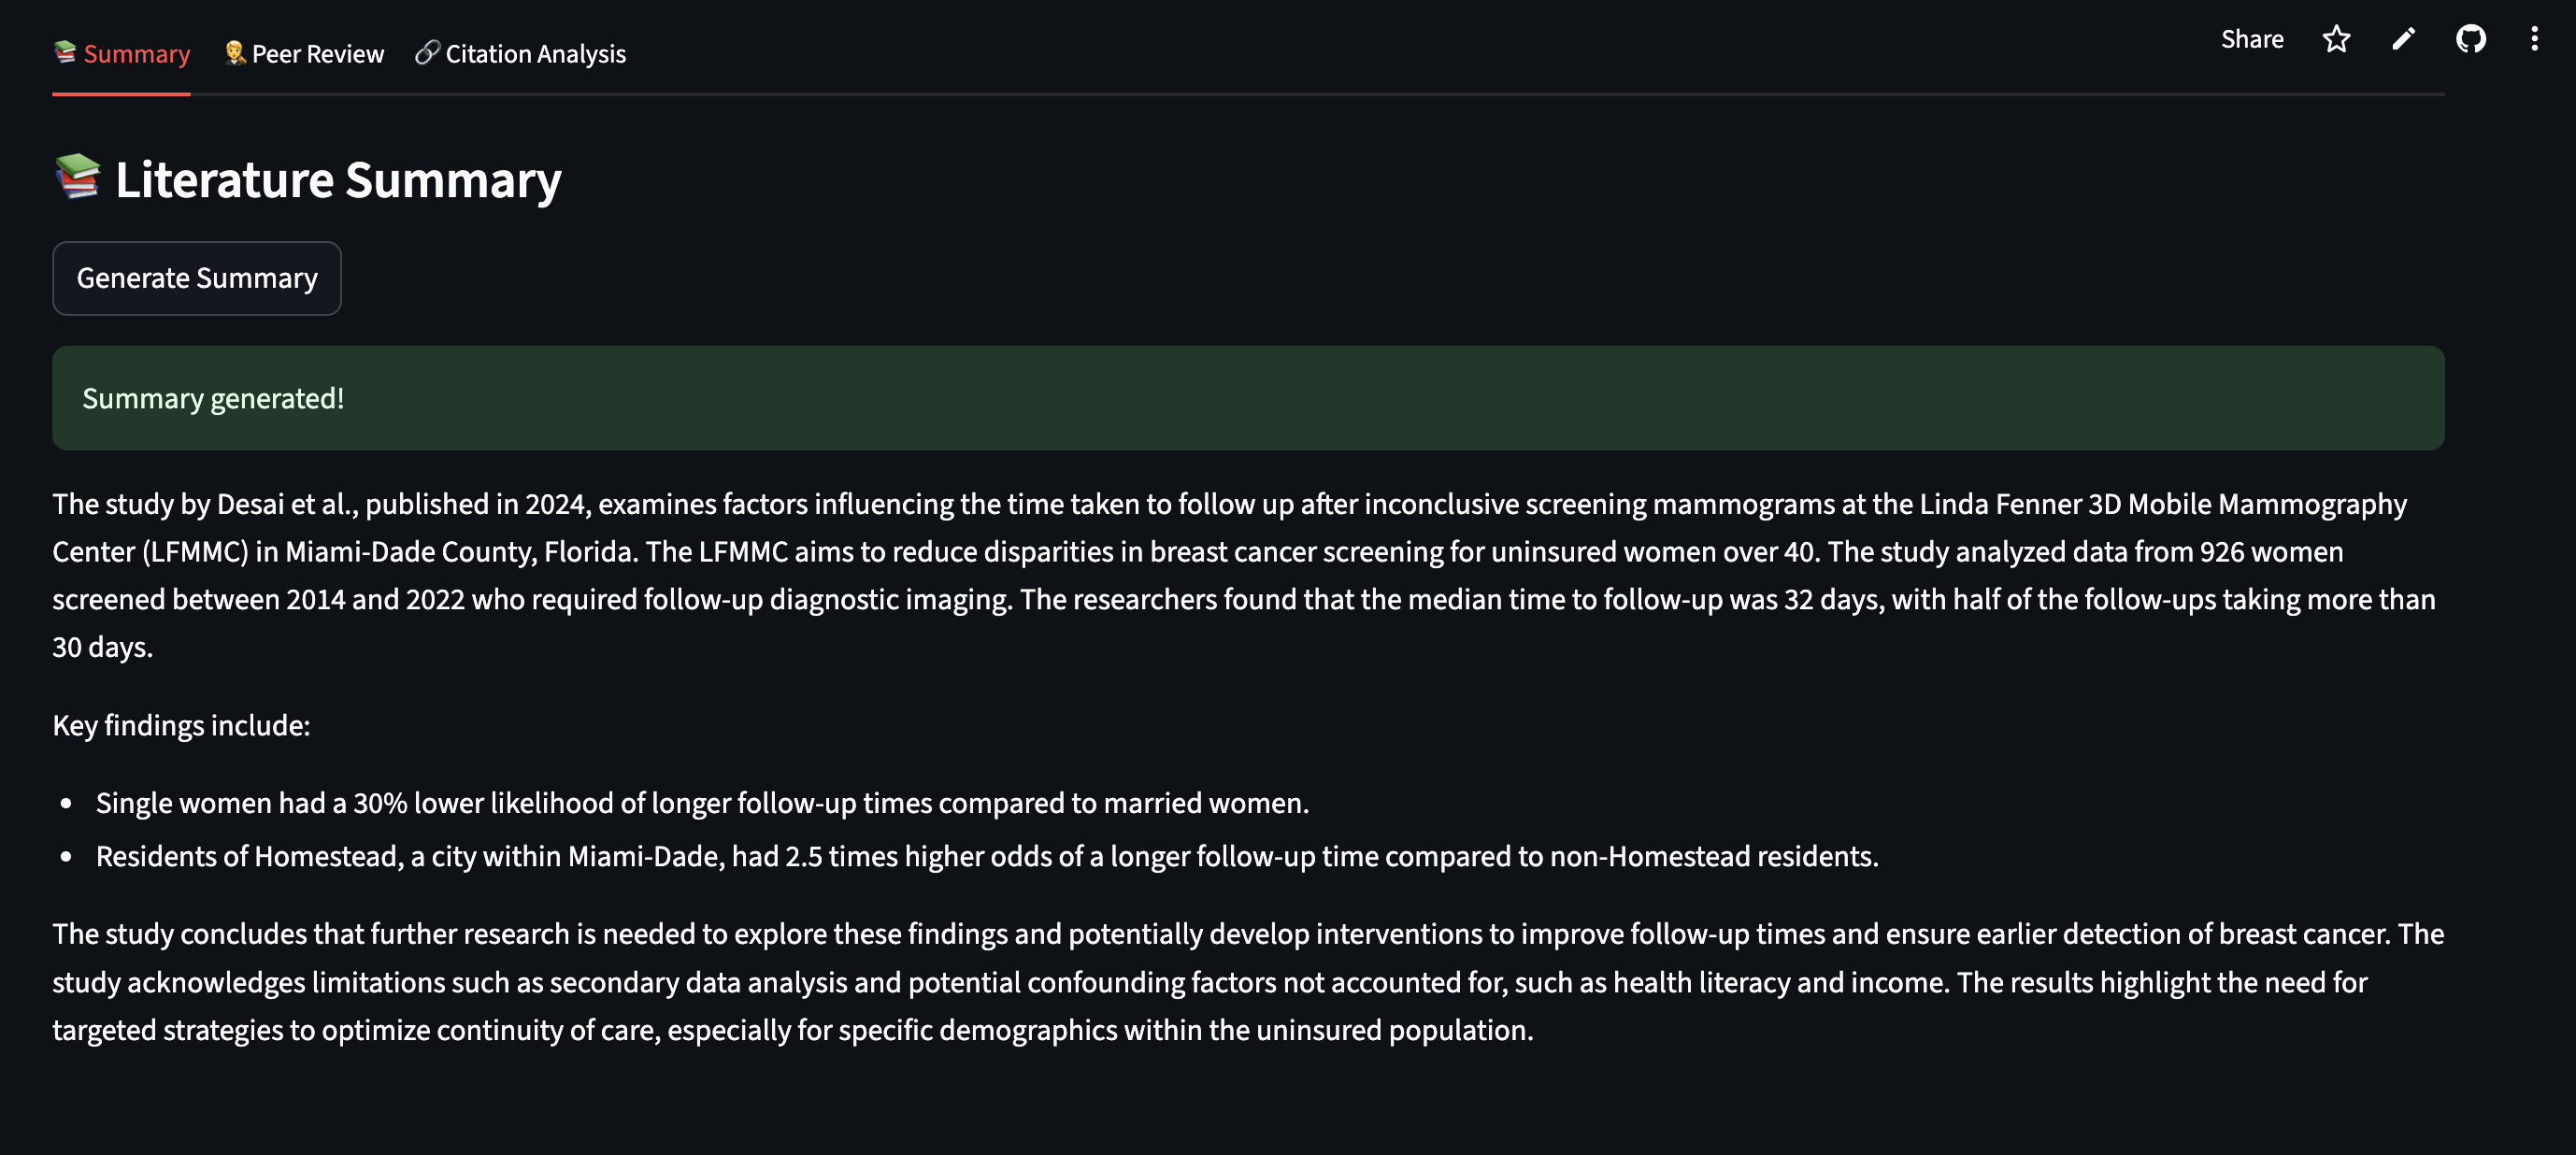 Summary
Peer Review
Citation Analysis
Share
Literature Summary
Generate Summary
Summary generated!
The study by Desai et al., published in 2024, examines factors influencing the time taken to follow up after inconclusive screening mammograms at the Linda Fenner 3D Mobile Mammography
Center (LFMMC) in Miami-Dade County, Florida. The LFMMC aims to reduce disparities in breast cancer screening for uninsured women over 40. The study analyzed data from 926 women
screened between 2014 and 2022 who required follow-up diagnostic imaging. The researchers found that the median time to follow-up was 32 days, with half of the follow-ups taking more than
30 days.
Key findings include:
• Single women had a 30% lower likelihood of longer follow-up times compared to married women.
• Residents of Homestead, a city within Miami-Dade, had 2.5 times higher odds of a longer follow-up time compared to non-Homestead residents.
The study concludes that further research is needed to explore these findings and potentially develop interventions to improve follow-up times and ensure earlier detection of breast cancer. The
study acknowledges limitations such as secondary data analysis and potential confounding factors not accounted for, such as health literacy and income. The results highlight the need for
targeted strategies to optimize continuity of care, especially for specific demographics within the uninsured population.